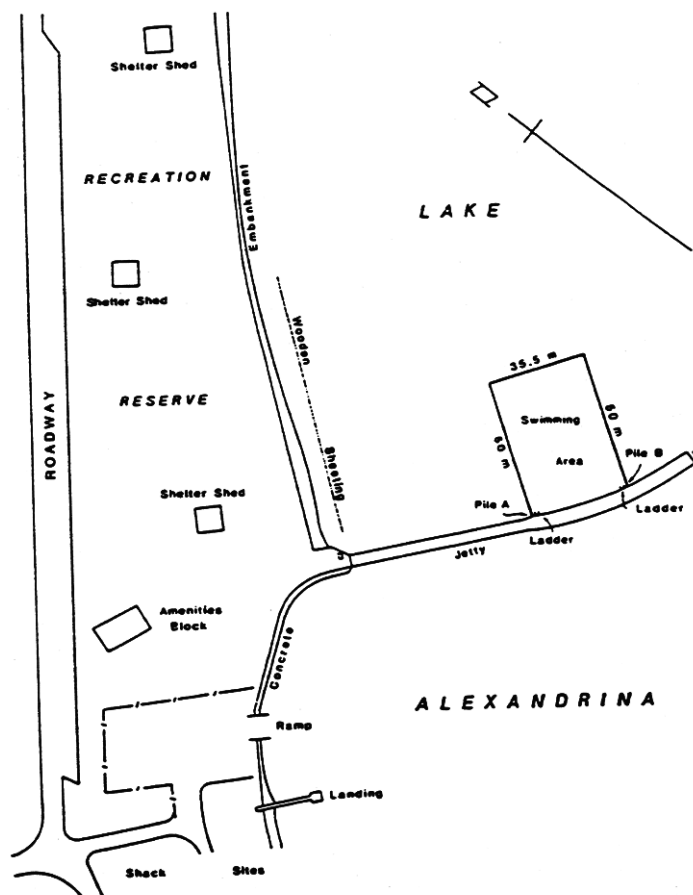 Shelter Shed
RECREATION
Embankment
LAKE
Shelter Shed
Wooden
Sheeting
35.5 m
60 m
Swimming
Area
60 m
RESERVE
ROADWAY
Pile B
Shelter Shed
Pile A
Ladder
Ladder
Jetty
Amenities
Block
Concrete
ALEXANDRINA
Ramp
Landing
Shack
Sites